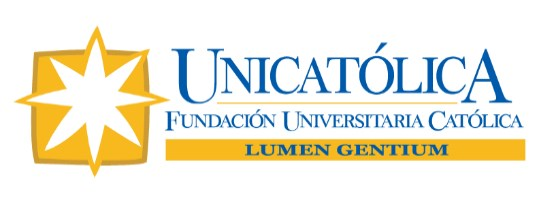 UNICATÓLICA
FUNDACIÓN UNIVERSITARIA CATÓLICA
LUMEN GENTIUM